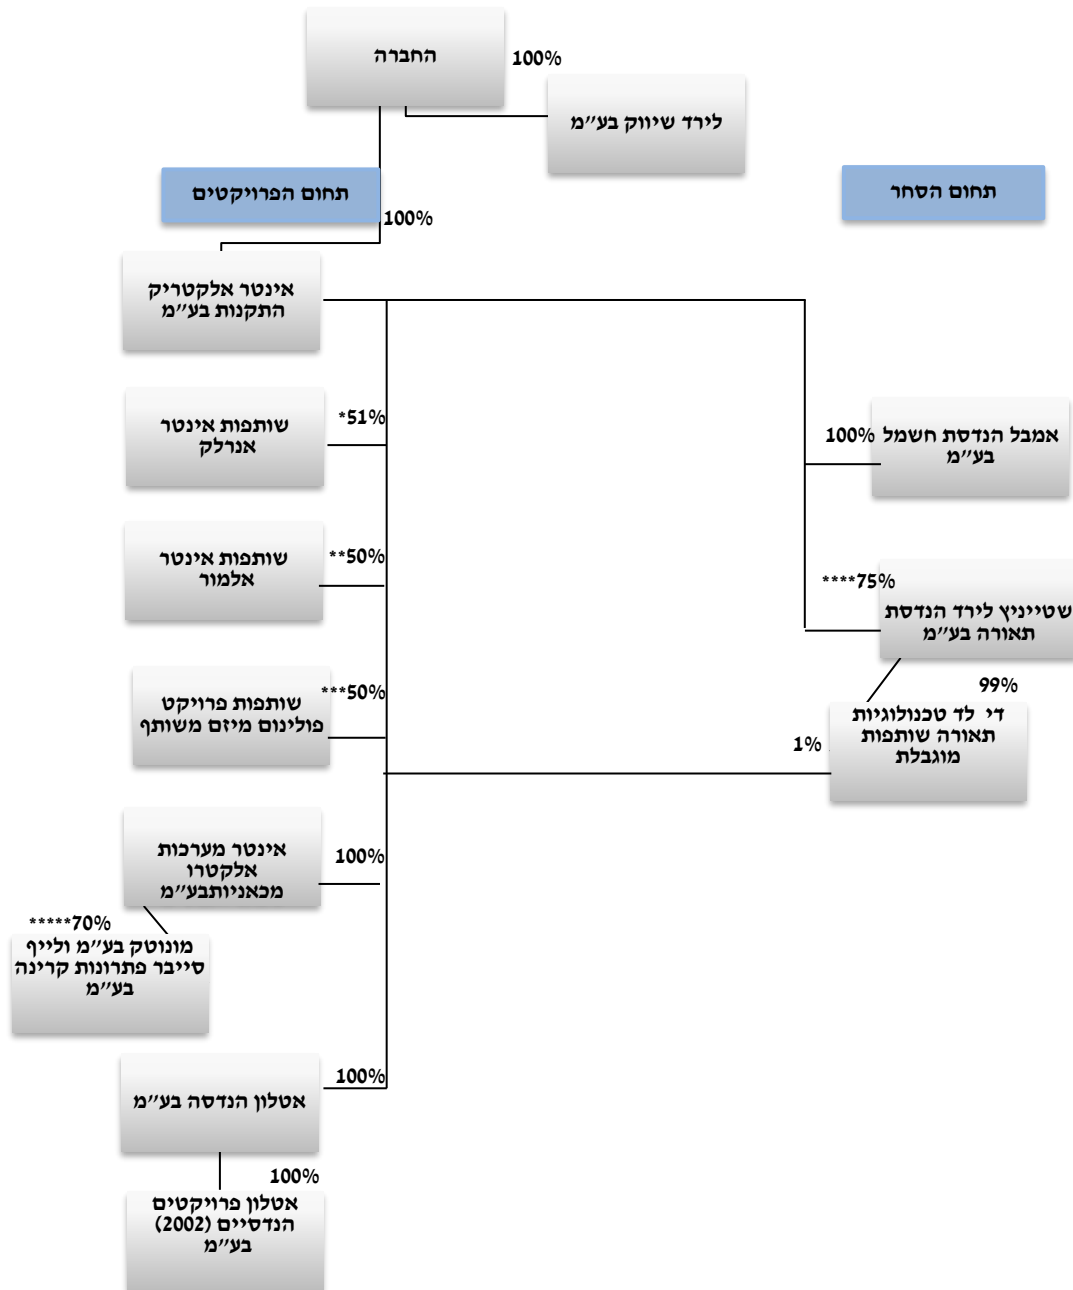 החברה
100%
לירד שיווק בע"מ
תחום הפרויקטים
תחום הסחר
100%
אינטר אלקטריק
התקנות בע"מ
*51%
שותפות אינטר
אנרלק
100%
אמבל הנדסת חשמל
בע"מ
**50%
שותפות אינטר
אלמור
****75%
שטייניץ לירד הנדסת
תאורה בע"מ
***50%
שותפות פרויקט
פולינום מיזם משותף
99%
די לד טכנולוגיות
תאורה שותפות
מוגבלת
1%
100%
אינטר מערכות
אלקטרו
מכאניותבע"מ
*****70%
מונוטק בע"מ ולייף
סייבר פתרונות קרינה
בע"מ
100%
אטלון הנדסה בע"מ
100%
אטלון פרויקטים
הנדסיים (2002)
בע"מ